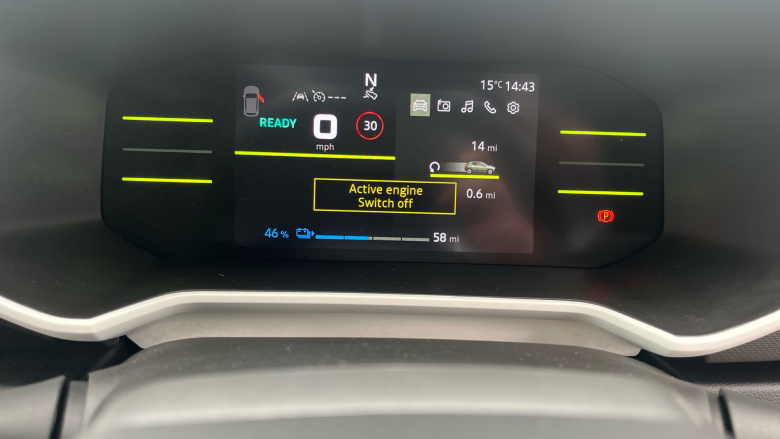 N
15°C 14:43
READY
0
mph
30
14 mi
Active engine
Switch off
0.6 mi
(P)
46 %
58 mi